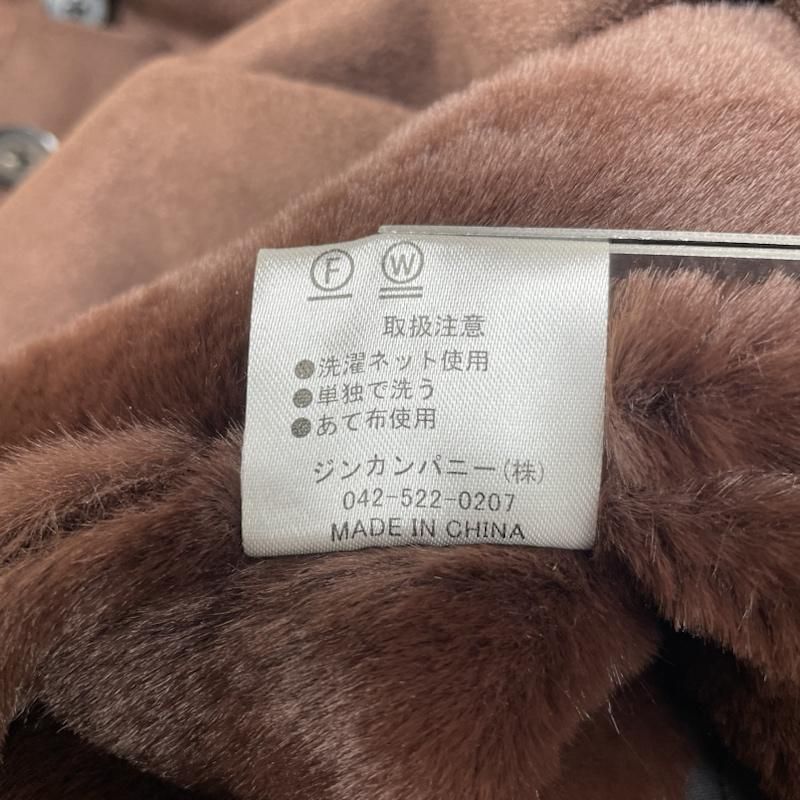 F W
取扱注意
●洗濯ネット使用
●単独で洗う
●あて布使用
ジンカンパニー(株)
042-522-0207
MADE IN CHINA